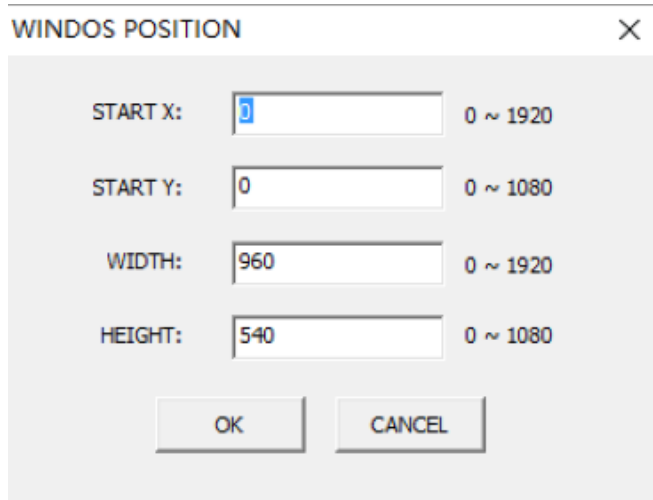 WINDOS POSITION
START X: 0 0 ~ 1920
START Y: 0 0 ~ 1080
WIDTH: 960 0 ~ 1920
HEIGHT: 540 0 ~ 1080
OK CANCEL